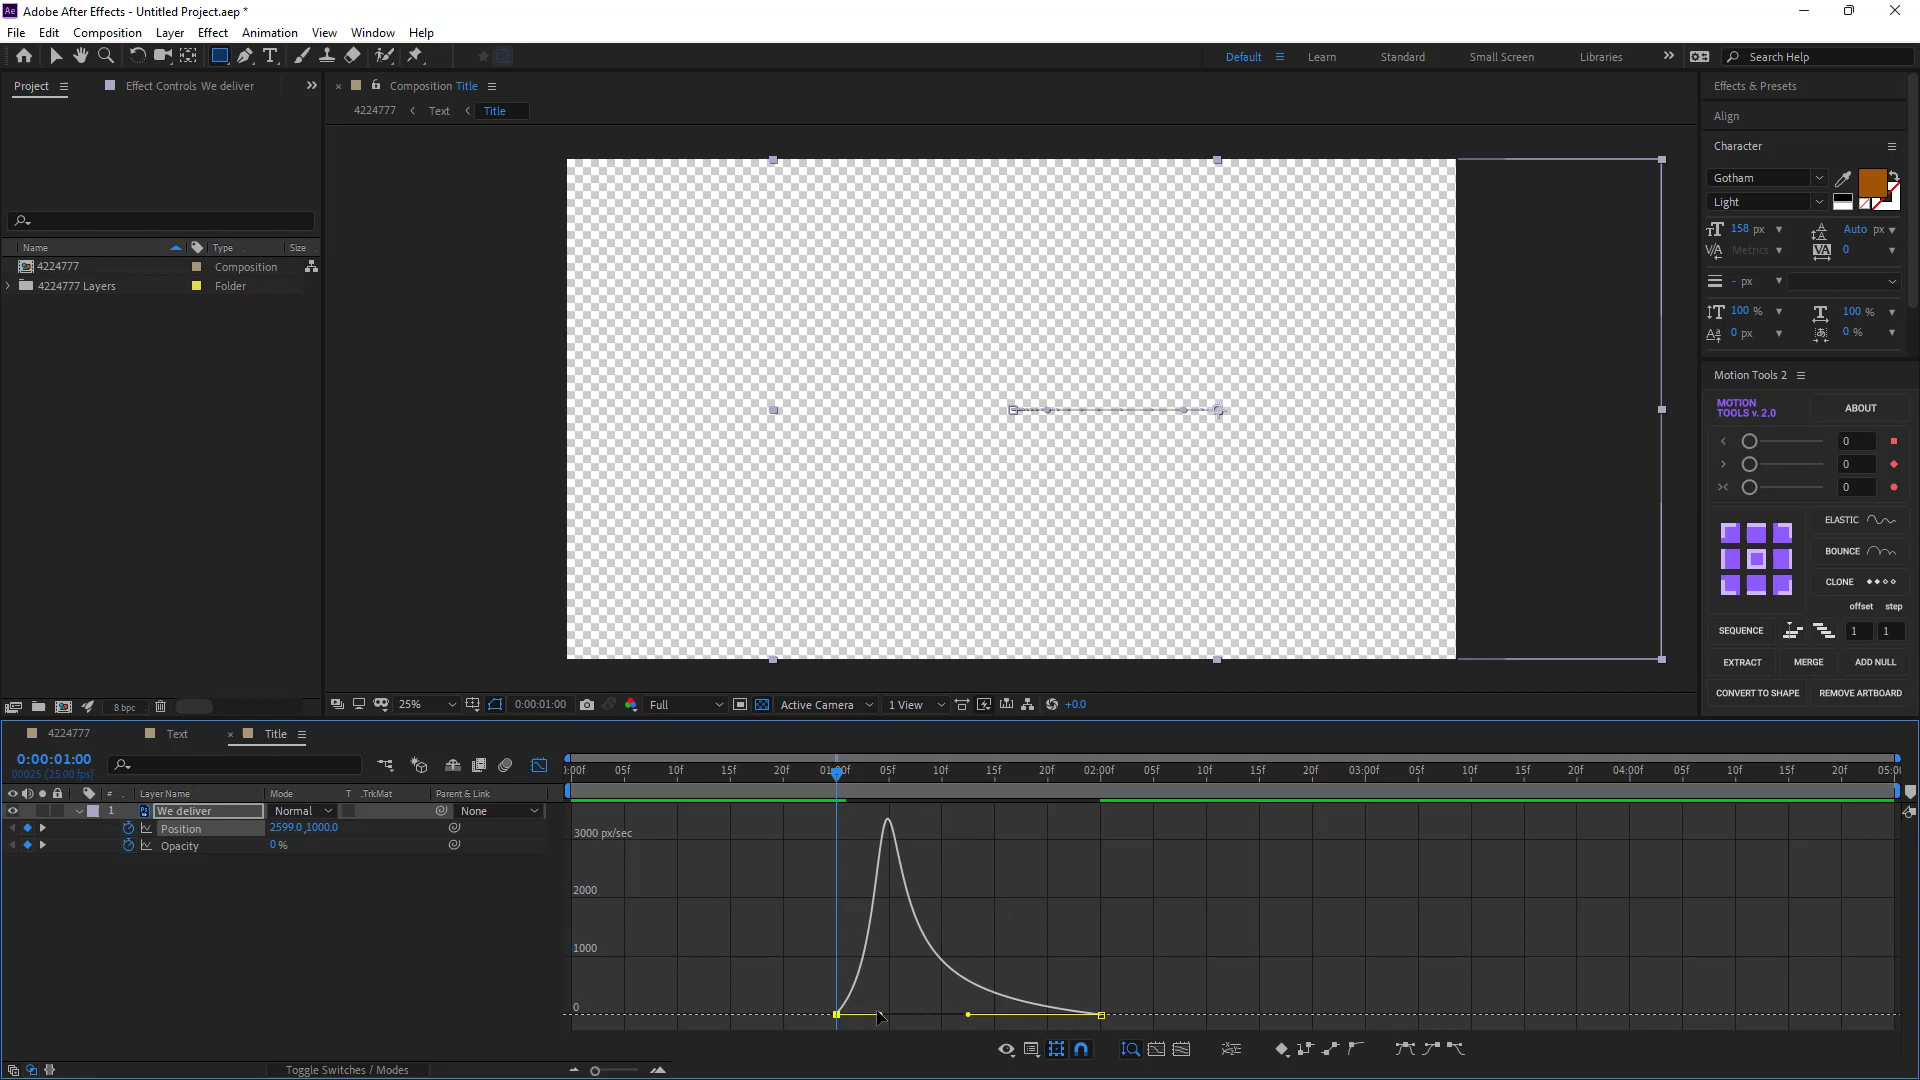 Adobe After Effects - Untitled Project.aep *
File Edit Composition Layer Effect Animation View Window Help
Default Learn Standard Small Screen Libraries Search Help
Project Effect Controls We deliver
Composition Title
4224777 Text Title
Name Type Size
4224777 Composition
4224777 Layers Folder
8 bpc
25% 0:00:01:00 Full Active Camera 1 View +0.0
Effects & Presets
Align
Character
Gotham
Light
158 px Auto px
Metrics 0
- px
100 % 100 %
0 px 0 %
Motion Tools 2
MOTION
TOOLS v. 2.0
ABOUT
0
0
0
ELASTIC
BOUNCE
CLONE
offset step
SEQUENCE 1 1
EXTRACT MERGE ADD NULL
CONVERT TO SHAPE REMOVE ARTBOARD
4224777 Text Title
0:00:01:00
00025 (25.00 fps)
# Layer Name Mode T .TrkMat Parent & Link
1 We deliver Normal None
Position 2599.0,1000.0
Opacity 0 %
05f 10f 15f 20f 05f 10f 15f 20f 02:00f 05f 10f 15f 20f 03:00f 05f 10f 15f 20f 04:00f 05f 10f 15f 20f
3000 px/sec
2000
1000
0
Toggle Switches / Modes